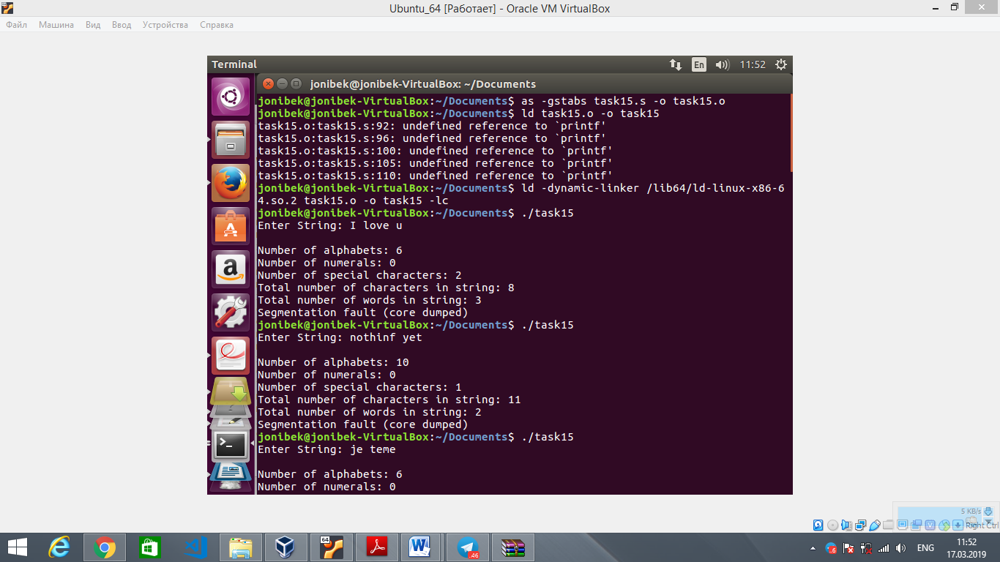 Ubuntu_64 [Работает] - Oracle VM VirtualBox
Файл Машина Вид Ввод Устройства Справка
Terminal En 11:52
jonibek@jonibek-VirtualBox: ~/Documents
jonibek@jonibek-VirtualBox:~/Documents$ as -gstabs task15.s -o task15.o
jonibek@jonibek-VirtualBox:~/Documents$ ld task15.o -o task15
task15.o:task15.s:92: undefined reference to `printf'
task15.o:task15.s:96: undefined reference to `printf'
task15.o:task15.s:100: undefined reference to `printf'
task15.o:task15.s:105: undefined reference to `printf'
task15.o:task15.s:110: undefined reference to `printf'
jonibek@jonibek-VirtualBox:~/Documents$ ld -dynamic-linker /lib64/ld-linux-x86-6
4.so.2 task15.o -o task15 -lc
jonibek@jonibek-VirtualBox:~/Documents$ ./task15
Enter String: I love u
Number of alphabets: 6
Number of numerals: 0
Number of special characters: 2
Total number of characters in string: 8
Total number of words in string: 3
Segmentation fault (core dumped)
jonibek@jonibek-VirtualBox:~/Documents$ ./task15
Enter String: nothinf yet
Number of alphabets: 10
Number of numerals: 0
Number of special characters: 1
Total number of characters in string: 11
Total number of words in string: 2
Segmentation fault (core dumped)
jonibek@jonibek-VirtualBox:~/Documents$ ./task15
Enter String: je teme
Number of alphabets: 6
Number of numerals: 0
5 KB/s
Right Ctrl
64
.46
.6
ENG
11:52
17.03.2019